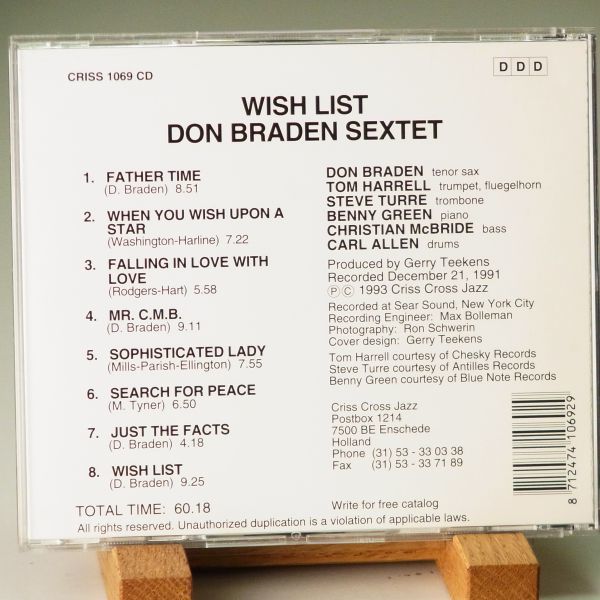 CRISS 1069 CD
D D D
WISH LIST
DON BRADEN SEXTET
1. FATHER TIME
(D. Braden) 8.51
2. WHEN YOU WISH UPON A
STAR
(Washington-Harline) 7.22
3. FALLING IN LOVE WITH
LOVE
(Rodgers-Hart) 5.58
4. MR. C.M.B.
(D. Braden) 9.11
5. SOPHISTICATED LADY
(Mills-Parish-Ellington) 7.55
6. SEARCH FOR PEACE
(M. Tyner) 6.50
7. JUST THE FACTS
(D. Braden) 4.18
8. WISH LIST
(D. Braden) 9.25
TOTAL TIME: 60.18
DON BRADEN tenor sax
TOM HARRELL trumpet, fluegelhorn
STEVE TURRE trombone
BENNY GREEN piano
CHRISTIAN McBRIDE bass
CARL ALLEN drums
Produced by Gerry Teekens
Recorded December 21, 1991
Ⓟ © 1993 Criss Cross Jazz
Recorded at Sear Sound, New York City
Recording Engineer: Max Bolleman
Photography: Ron Schwerin
Cover design: Gerry Teekens
Tom Harrell courtesy of Chesky Records
Steve Turre courtesy of Antilles Records
Benny Green courtesy of Blue Note Records
Criss Cross Jazz
Postbox 1214
7500 BE Enschede
Holland
Phone (31) 53 - 33 03 38
Fax (31) 53 - 33 71 89
Write for free catalog
8 712474 106929
All rights reserved. Unauthorized duplication is a violation of applicable laws.